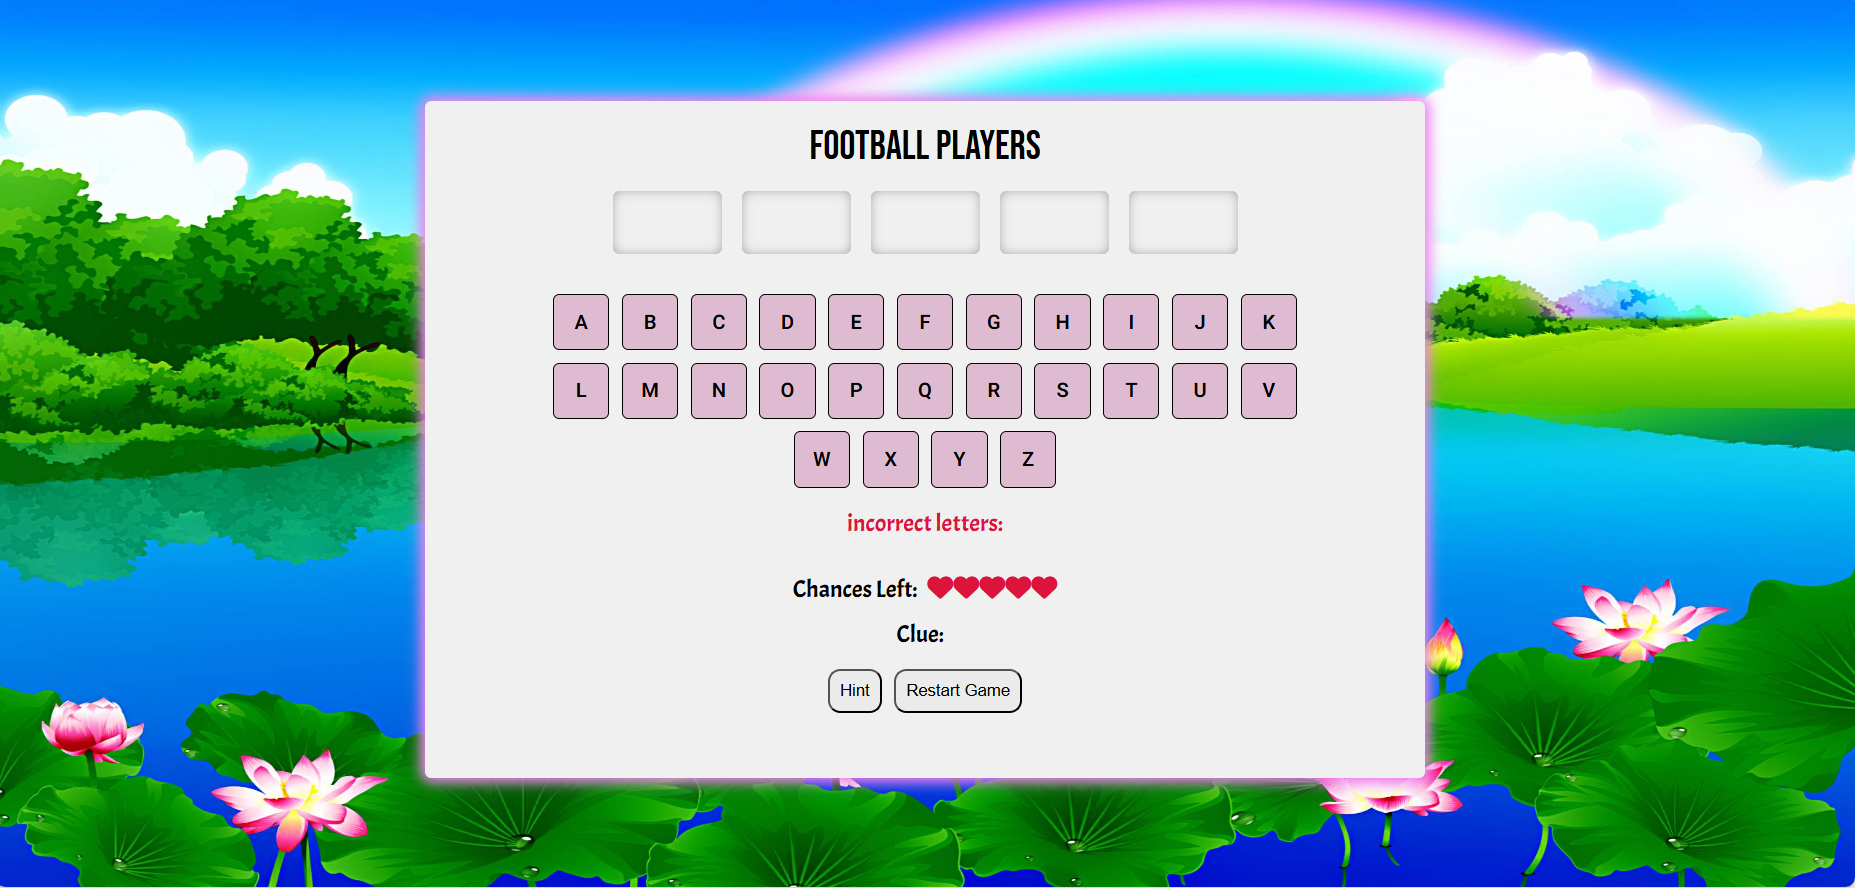 FOOTBALL PLAYERS
A B C D E F G H I J K
L M N O P Q R S T U V
W X Y Z
incorrect letters:
Chances Left:
Clue:
Hint Restart Game